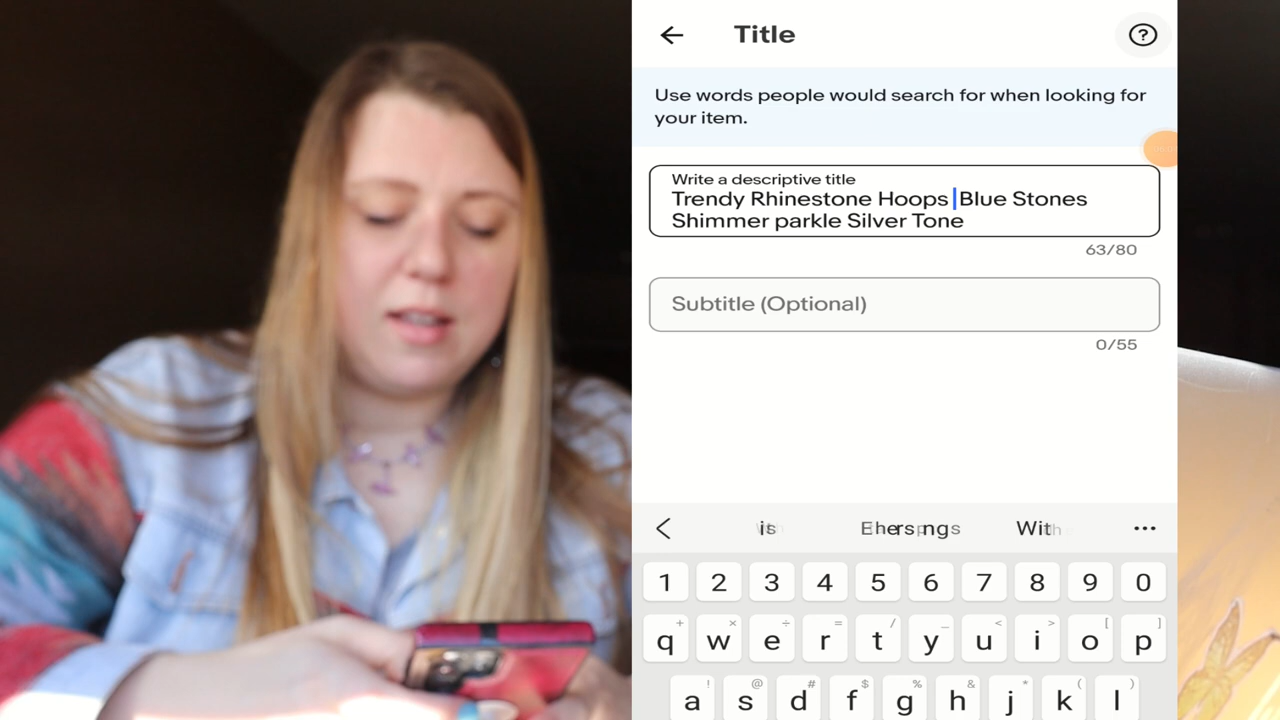 Title
?
Use words people would search for when looking for
your item.
Write a descriptive title
Trendy Rhinestone Hoops Blue Stones
Shimmer parkle Silver Tone
63/80
Subtitle (Optional)
0/55
is Wit
1 2 3 4 5 6 7 8 9 0
+ × ÷ = / _ < > [ ]
q w e r t y u i o p
! @ # $ % & * ( )
a s d f g h j k l